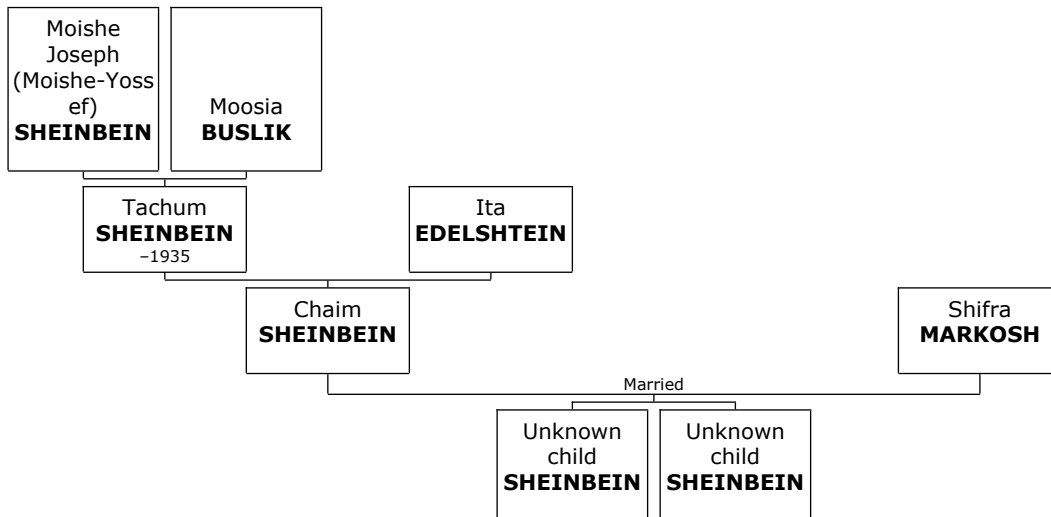 Moishe
Joseph
(Moishe-Yoss
ef)
SHEINBEIN
Moosia
BUSLIK
Tachum
SHEINBEIN
–1935
Ita
EDELSHTEIN
Chaim
SHEINBEIN
Shifra
MARKOSH
Married
Unknown
child
SHEINBEIN
Unknown
child
SHEINBEIN